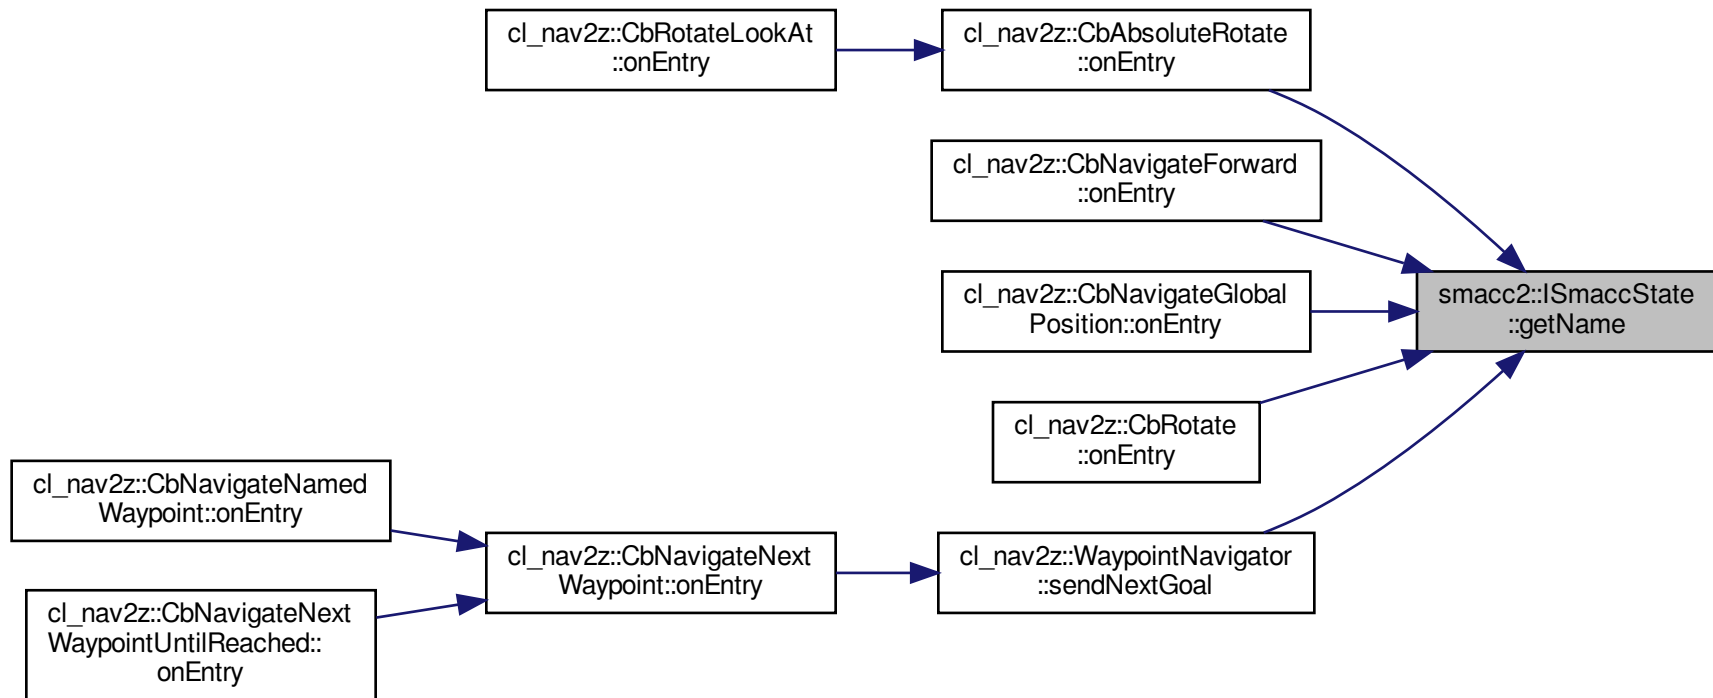 cl_nav2z::CbRotateLookAt
::onEntry
cl_nav2z::CbAbsoluteRotate
::onEntry
cl_nav2z::CbNavigateForward
::onEntry
cl_nav2z::CbNavigateGlobal
Position::onEntry
smacc2::ISmaccState
::getName
cl_nav2z::CbRotate
::onEntry
cl_nav2z::CbNavigateNamed
Waypoint::onEntry
cl_nav2z::CbNavigateNext
Waypoint::onEntry
cl_nav2z::WaypointNavigator
::sendNextGoal
cl_nav2z::CbNavigateNext
WaypointUntilReached::
onEntry